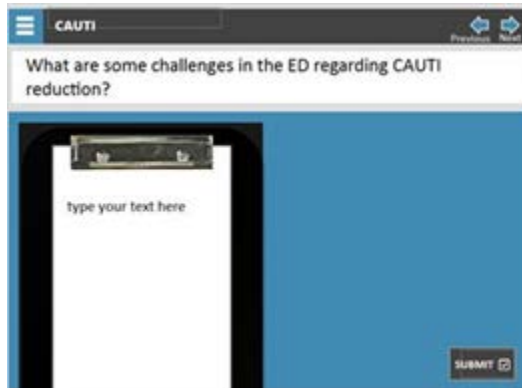 CAUTI
Previous Next
What are some challenges in the ED regarding CAUTI
reduction?
type your text here
SUBMIT